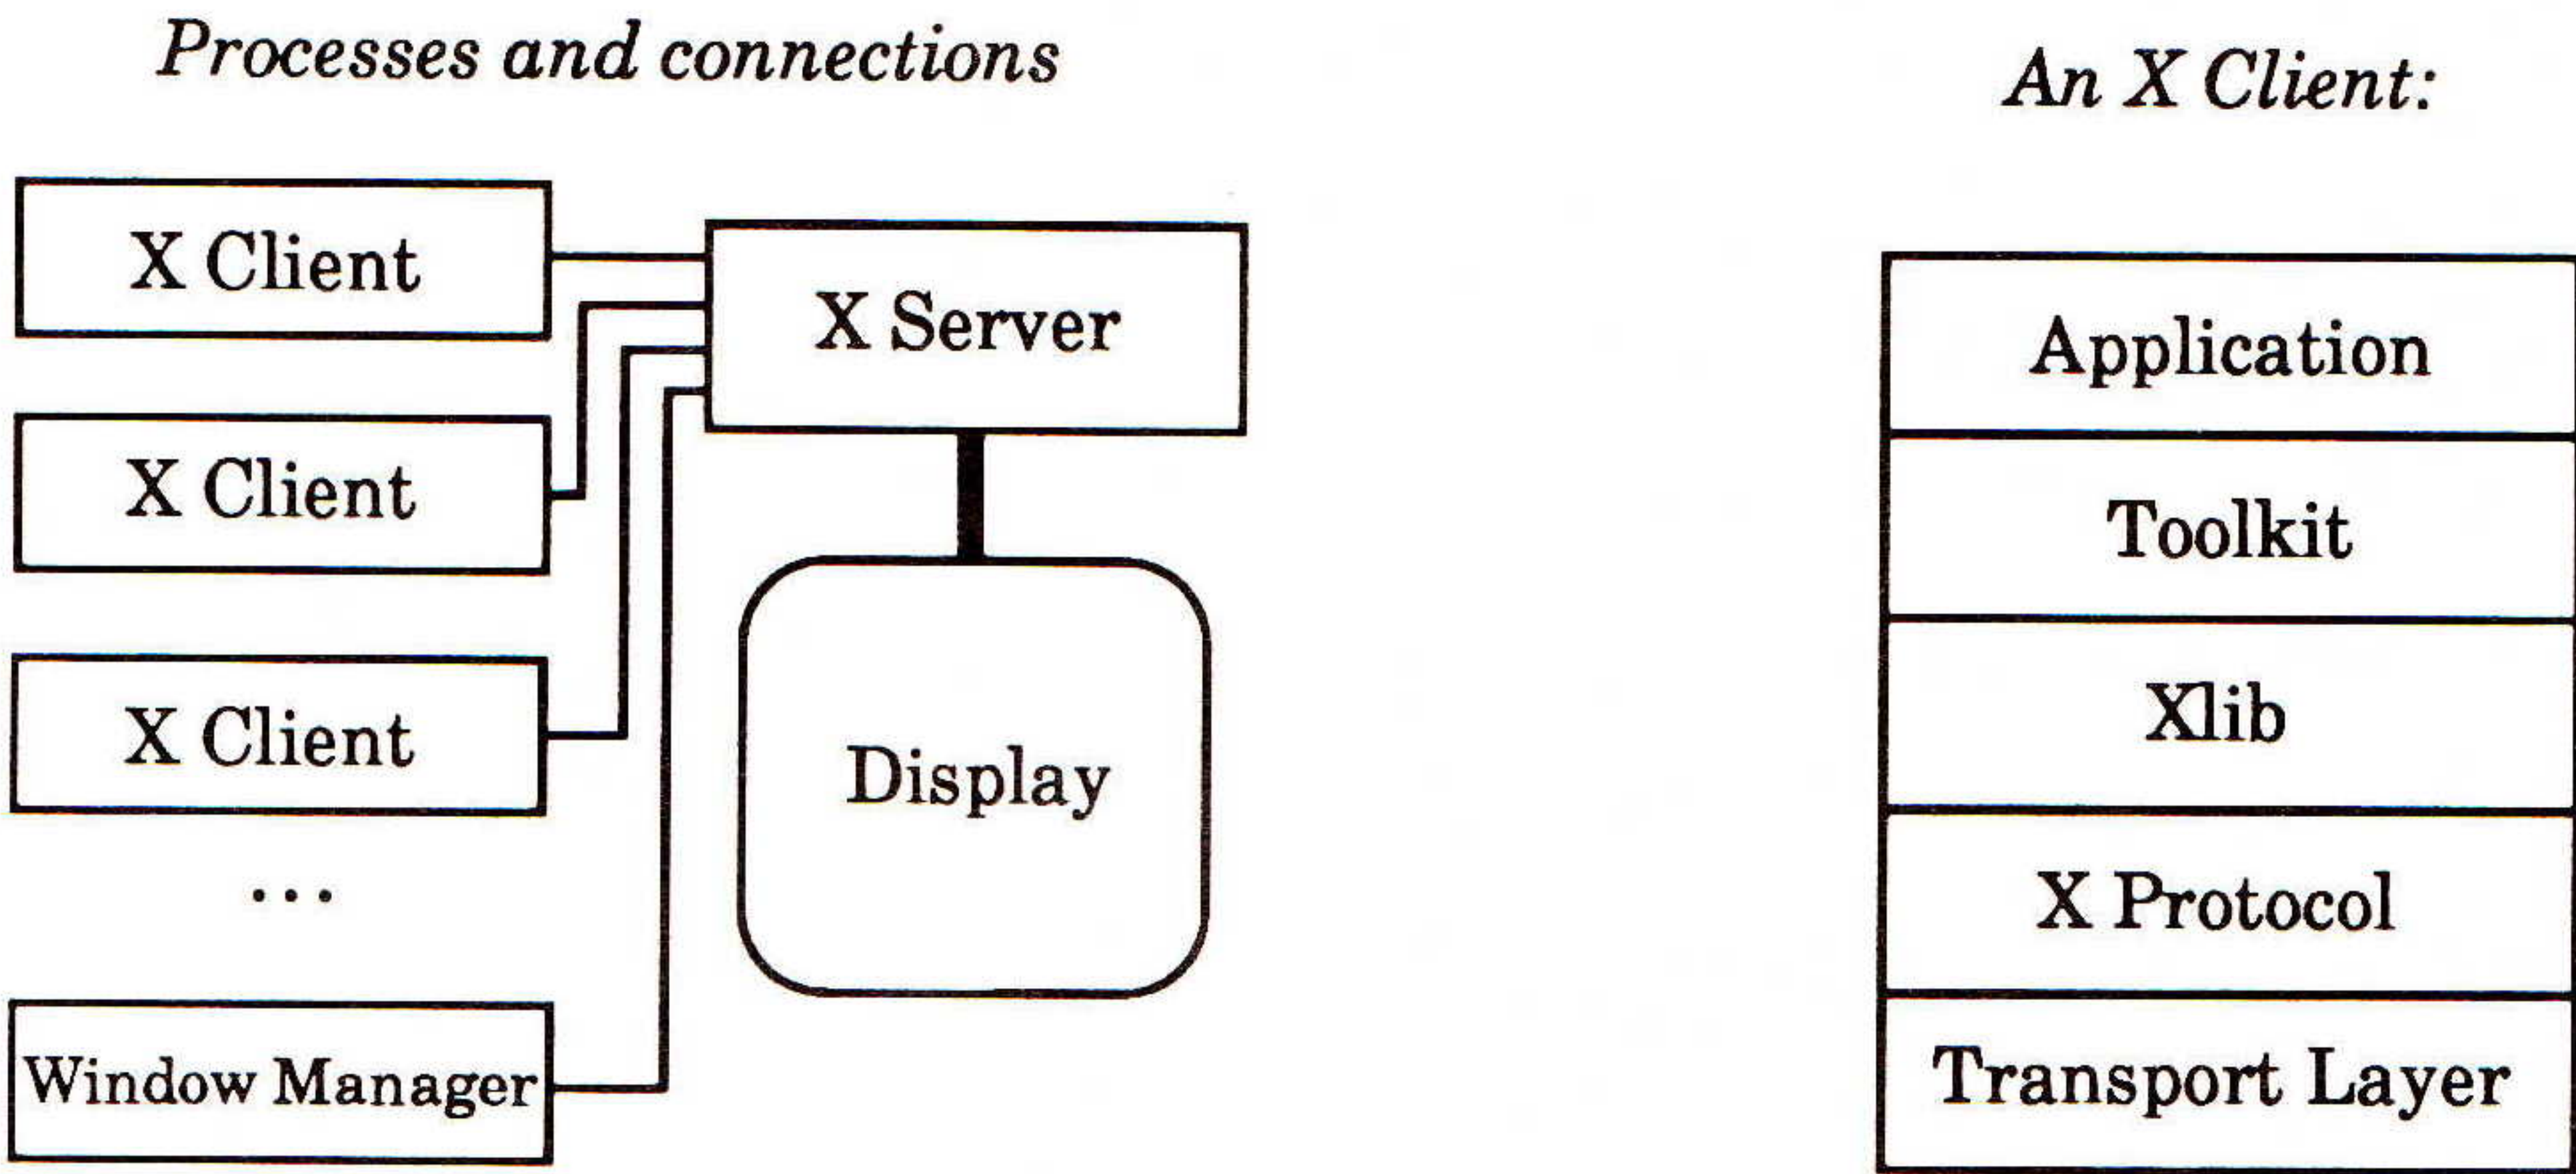 Processes and connections
X Client
X Client
X Client
...
Window Manager
X Server
Display
An X Client:
Application
Toolkit
Xlib
X Protocol
Transport Layer